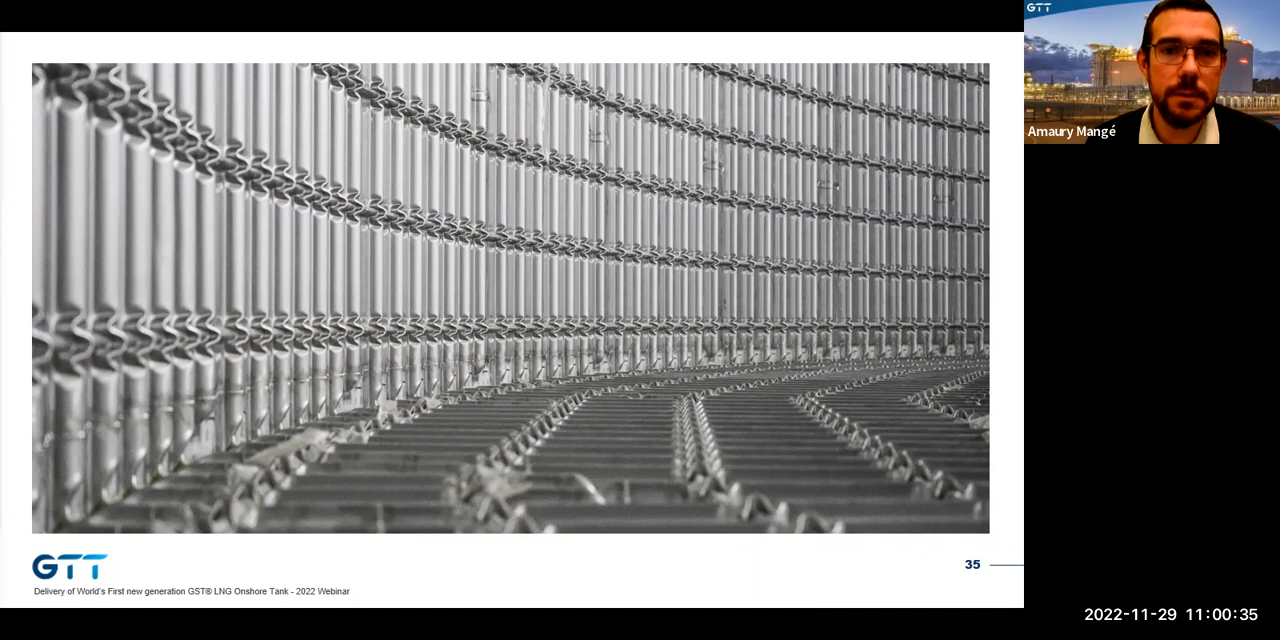 GTT
Amaury Mangé
GTT
35
Delivery of World's First new generation GST® LNG Onshore Tank - 2022 Webinar
2022-11-29 11:00:35